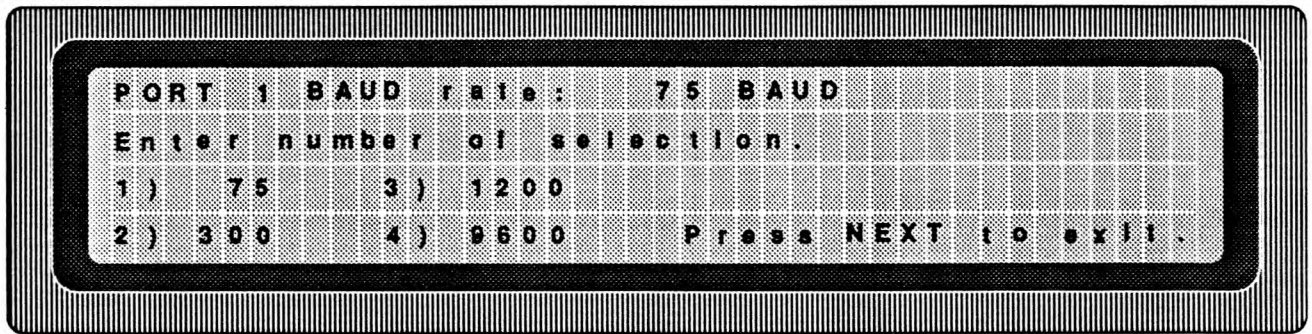 PORT 1 BAUD rate: 75 BAUD
Enter number of selection.
1) 75 3) 1200
2) 300 4) 9600 Press NEXT to exit.